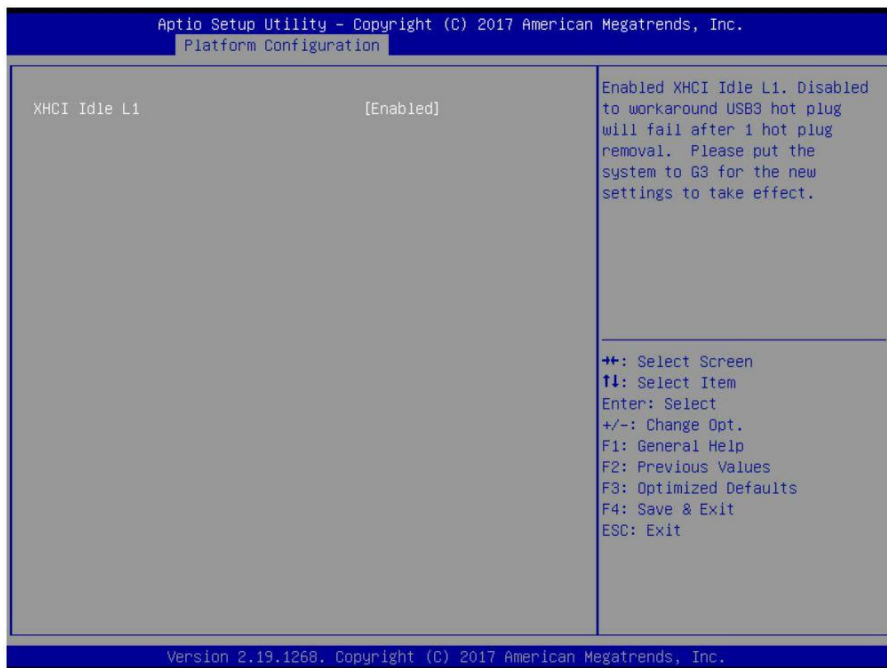 Aptio Setup Utility – Copyright (C) 2017 American Megatrends, Inc.
Platform Configuration
XHCI Idle L1 [Enabled]
Enabled XHCI Idle L1. Disabled
to workaround USB3 hot plug
will fail after 1 hot plug
removal. Please put the
system to G3 for the new
settings to take effect.
→←: Select Screen
↑↓: Select Item
Enter: Select
+/-: Change Opt.
F1: General Help
F2: Previous Values
F3: Optimized Defaults
F4: Save & Exit
ESC: Exit
Version 2.19.1268. Copyright (C) 2017 American Megatrends, Inc.